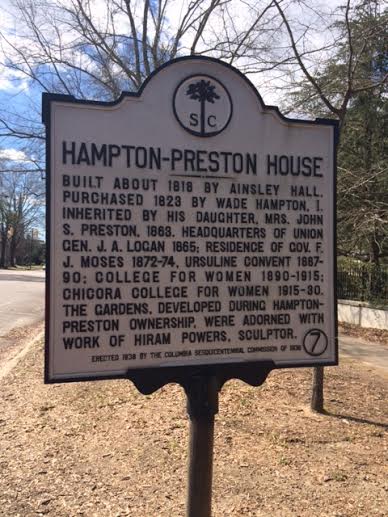 S C
HAMPTON-PRESTON HOUSE
BUILT ABOUT 1818 BY AINSLEY HALL.
PURCHASED 1823 BY WADE HAMPTON, I.
INHERITED BY HIS DAUGHTER, MRS. JOHN
S. PRESTON, 1863. HEADQUARTERS OF UNION
GEN. J. A. LOGAN 1865; RESIDENCE OF GOV. F.
J. MOSES 1872-74, URSULINE CONVENT 1887-
90; COLLEGE FOR WOMEN 1890-1915;
CHICORA COLLEGE FOR WOMEN 1915-30.
THE GARDENS, DEVELOPED DURING HAMPTON-
PRESTON OWNERSHIP, WERE ADORNED WITH
WORK OF HIRAM POWERS, SCULPTOR. 7
ERECTED 1938 BY THE COLUMBIA SESQUICENTENNIAL COMMISSION OF 1936